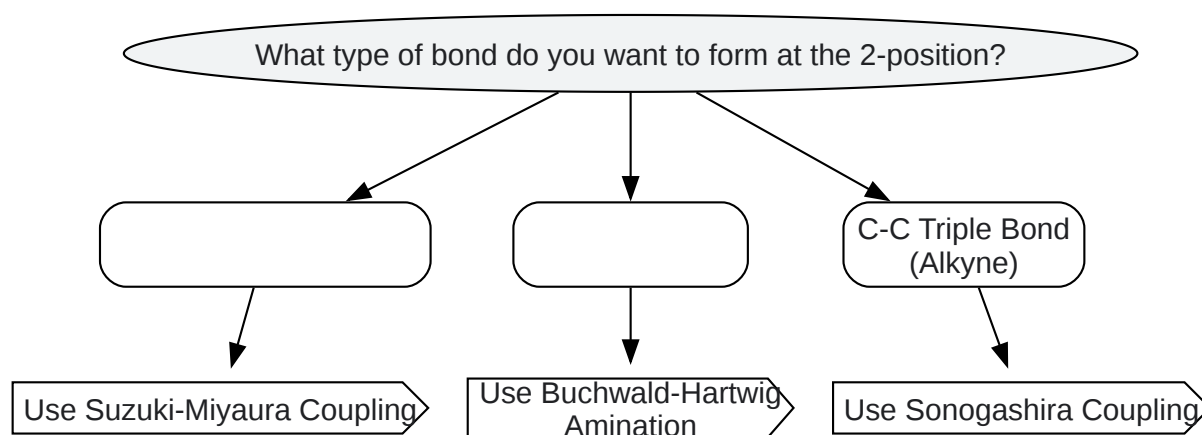 What type of bond do you want to form at the 2-position?
C-C Triple Bond
(Alkyne)
Use Suzuki-Miyaura Coupling
Use Buchwald-Hartwig
Amination
Use Sonogashira Coupling